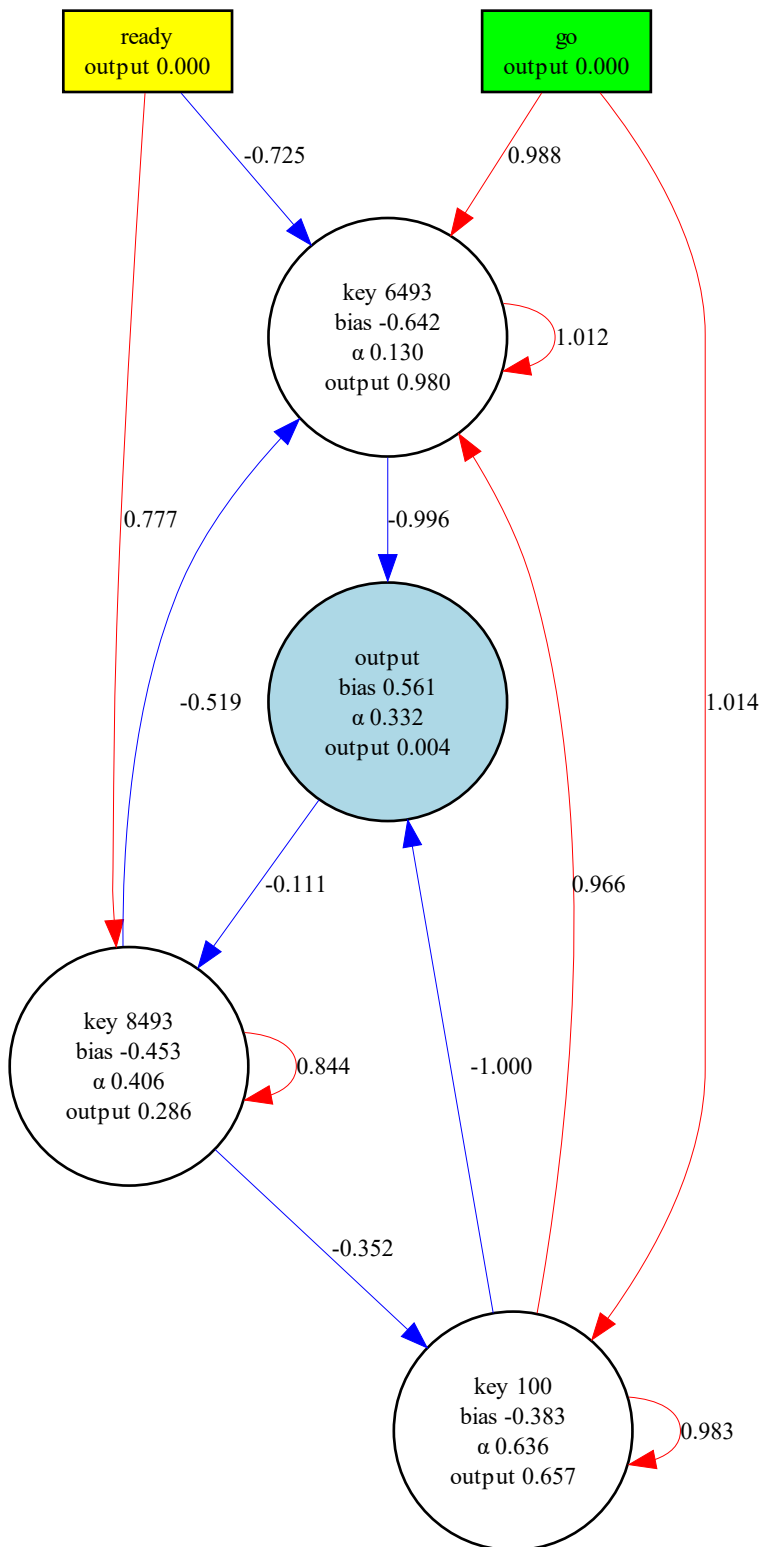 ready
output 0.000
go
output 0.000
-0.725
0.988
key 6493
bias -0.642
α 0.130
output 0.980
1.012
0.777
-0.996
-0.519
output
bias 0.561
α 0.332
output 0.004
1.014
-0.111
0.966
key 8493
bias -0.453
α 0.406
output 0.286
0.844
-1.000
-0.352
key 100
bias -0.383
α 0.636
output 0.657
0.983